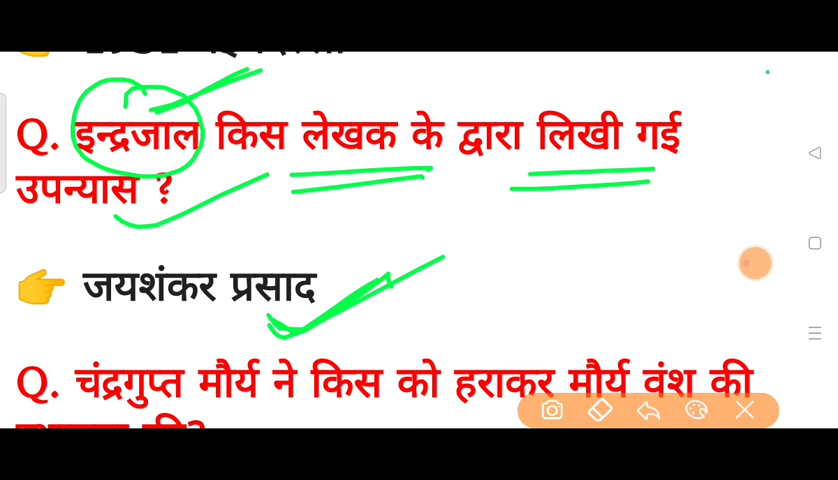 Q. इन्द्रजाल किस लेखक के द्वारा लिखी गई
उपन्यास ?
जयशंकर प्रसाद
Q. चंद्रगुप्त मौर्य ने किस को हराकर मौर्य वंश की